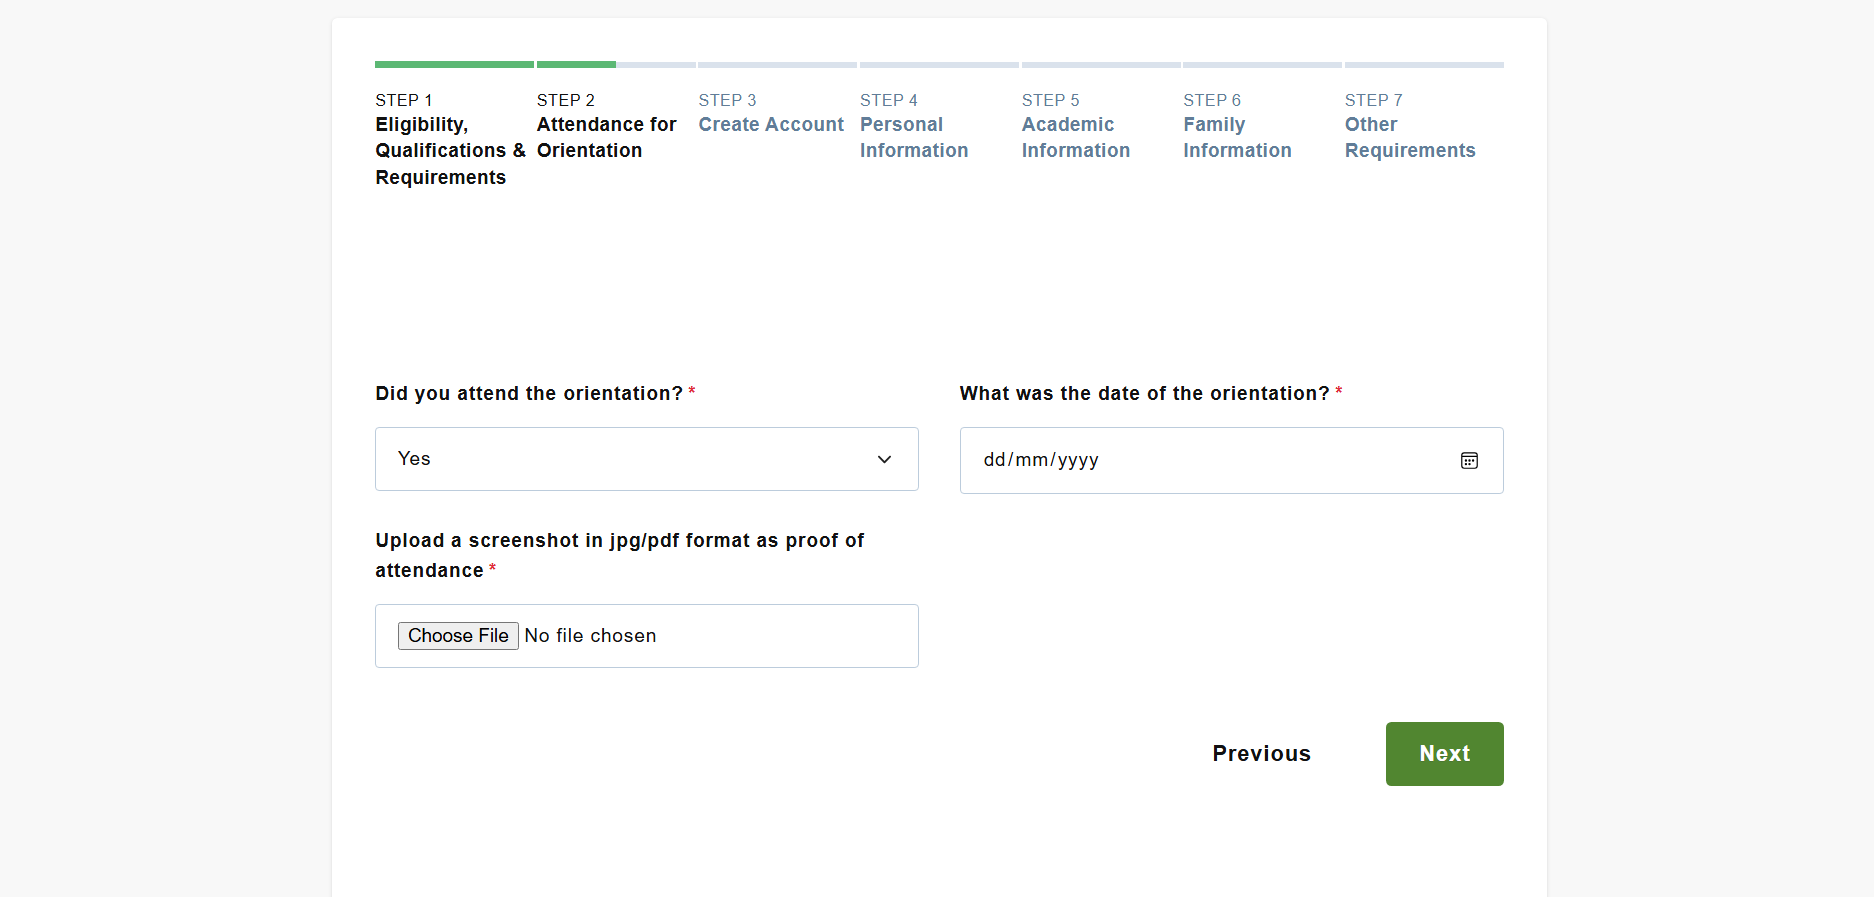 STEP 1
Eligibility,
Qualifications &
Requirements
STEP 2
Attendance for
Orientation
STEP 3
Create Account
STEP 4
Personal
Information
STEP 5
Academic
Information
STEP 6
Family
Information
STEP 7
Other
Requirements
Did you attend the orientation? *
Yes
What was the date of the orientation? *
dd/mm/yyyy
Upload a screenshot in jpg/pdf format as proof of
attendance *
Choose File No file chosen
Previous
Next